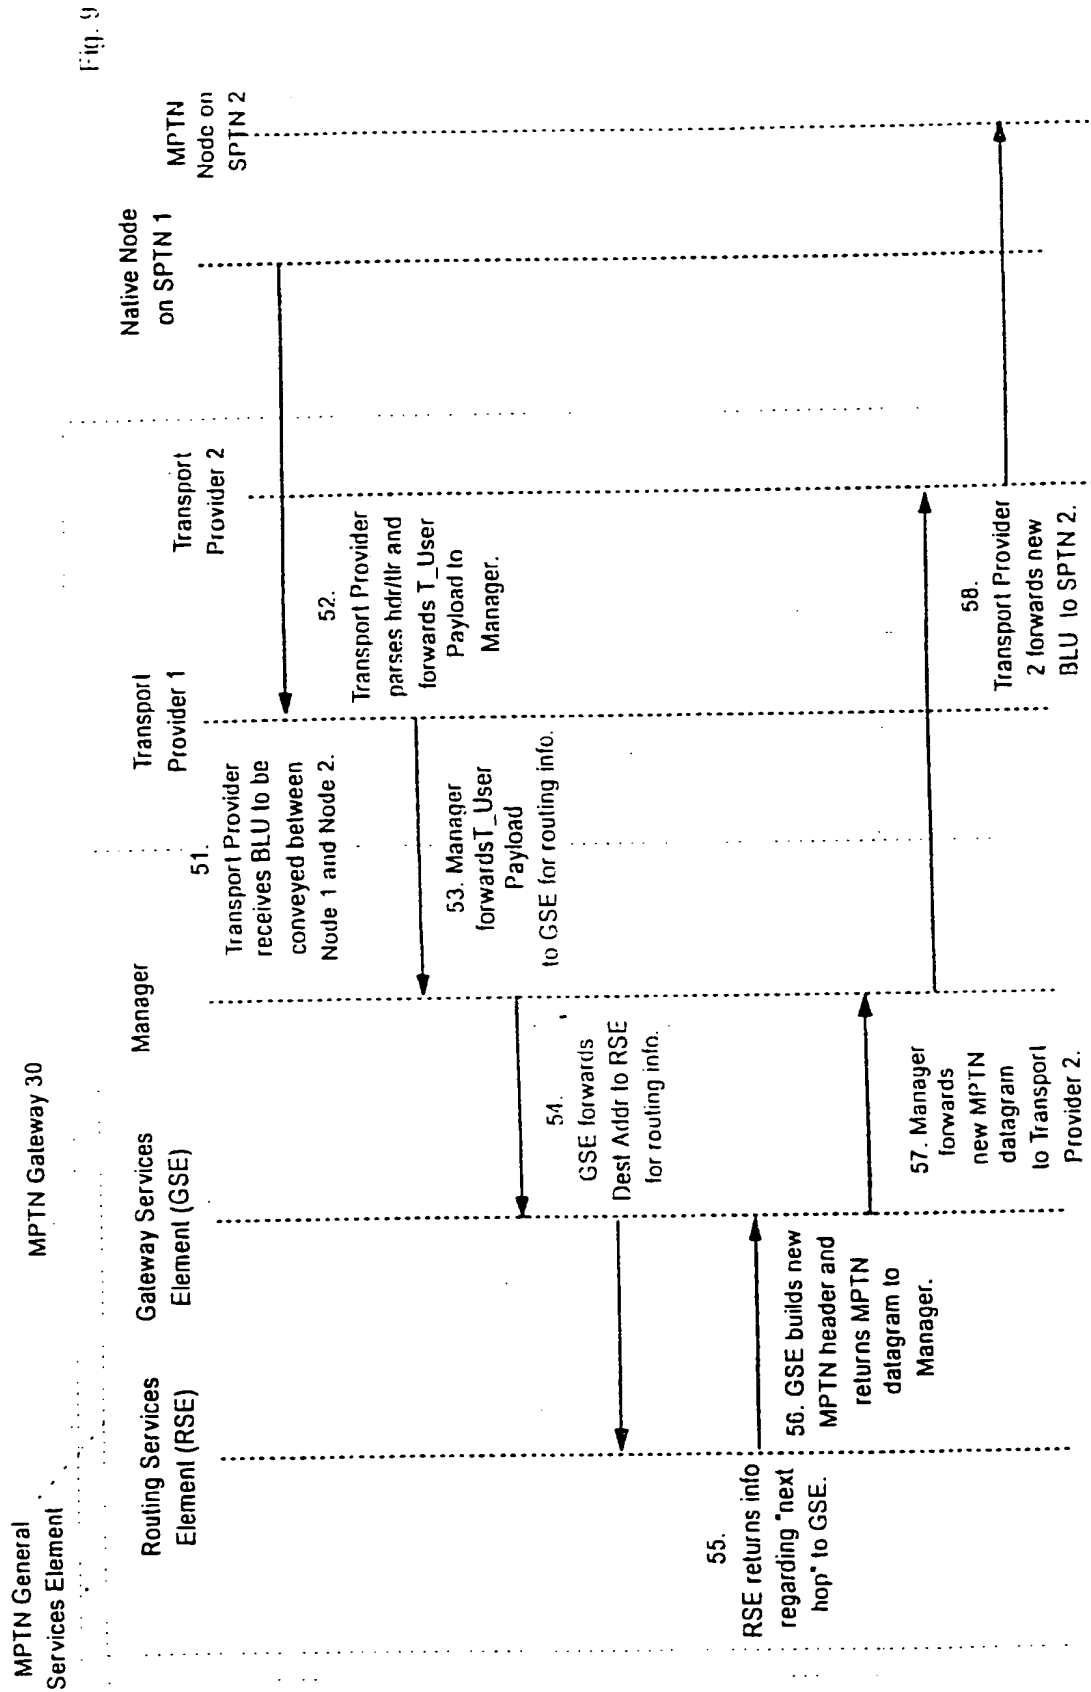 Fig. 9
MPTN General
Services Element
MPTN Gateway 30
Routing Services
Element (RSE)
Gateway Services
Element (GSE)
Manager
Transport
Provider 1
Transport
Provider 2
Native Node
on SPTN 1
MPTN
Node on
SPTN 2
51.
Transport Provider
receives BLU to be
conveyed between
Node 1 and Node 2.
52.
Transport Provider
parses hdr/tlr and
forwards T_User
Payload to
Manager.
53. Manager
forwardsT_User
Payload
to GSE for routing info.
54.
GSE forwards
Dest Addr to RSE
for routing info.
55.
RSE returns info
regarding "next
hop" to GSE.
56. GSE builds new
MPTN header and
returns MPTN
datagram to
Manager.
57. Manager
forwards
new MPTN
datagram
to Transport
Provider 2.
58.
Transport Provider
2 forwards new
BLU to SPTN 2.